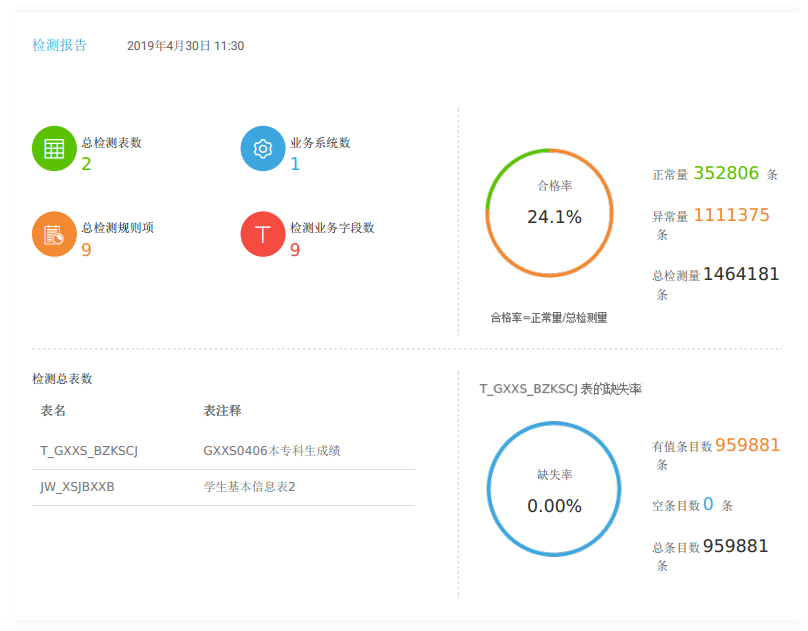 检测报告 2019年4月30日 11:30
总检测表数
2
业务系统数
1
总检测规则项
9
检测业务字段数
9
合格率
24.1%
合格率=正常量/总检测量
正常量 352806 条
异常量 1111375
条
总检测量 1464181
条
检测总表数
表名 表注释
T_GXXS_BZKSCJ GXXS0406本专科生成绩
JW_XSJBXXB 学生基本信息表2
T_GXXS_BZKSCJ 表的缺失率
缺失率
0.00%
有值条目数 959881
条
空条目数 0 条
总条目数 959881
条